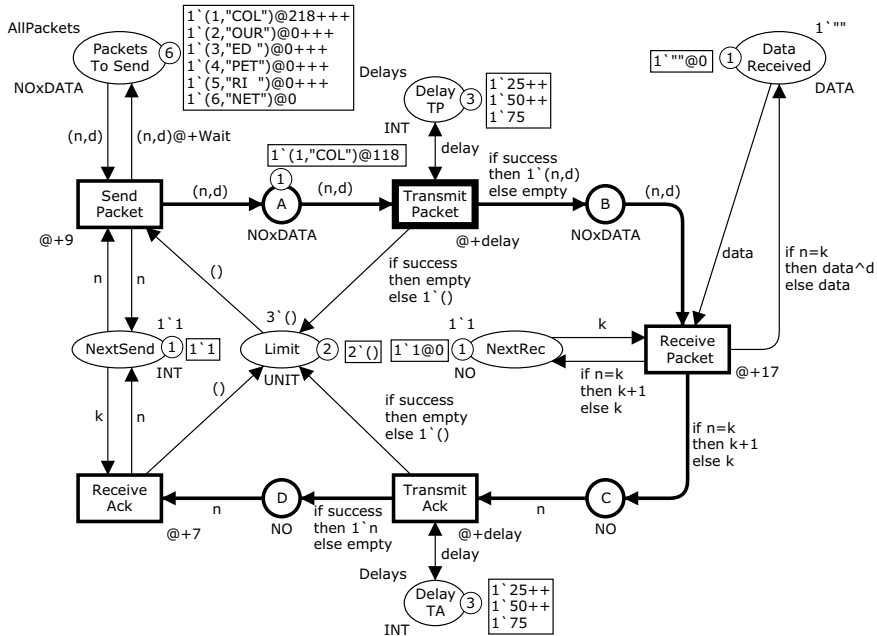 AllPackets
Packets
To Send
6
NOxDATA
1`(1,"COL")@218+++
1`(2,"OUR")@0+++
1`(3,"ED ")@0+++
1`(4,"PET")@0+++
1`(5,"RI  ")@0+++
1`(6,"NET")@0
Delays
Delay
TP
3
INT
1`25++
1`50++
1`75
1`""
1`""@0
1
Data
Received
DATA
(n,d)
(n,d)@+Wait
1`(1,"COL")@118
1
delay
if success
then 1`(n,d)
else empty
Send
Packet
@+9
(n,d)
A
NOxDATA
(n,d)
Transmit
Packet
@+delay
B
NOxDATA
(n,d)
n
n
()
if success
then empty
else 1`()
data
if n=k
then data^d
else data
1`1
NextSend
1
1`1
INT
3`()
Limit
2
2`()
UNIT
1`1
1`1@0
1
NextRec
NO
k
if n=k
then k+1
else k
Receive
Packet
@+17
k
n
()
if success
then empty
else 1`()
if n=k
then k+1
else k
Receive
Ack
@+7
n
D
NO
if success
then 1`n
else empty
Transmit
Ack
@+delay
n
C
NO
delay
Delays
Delay
TA
3
INT
1`25++
1`50++
1`75